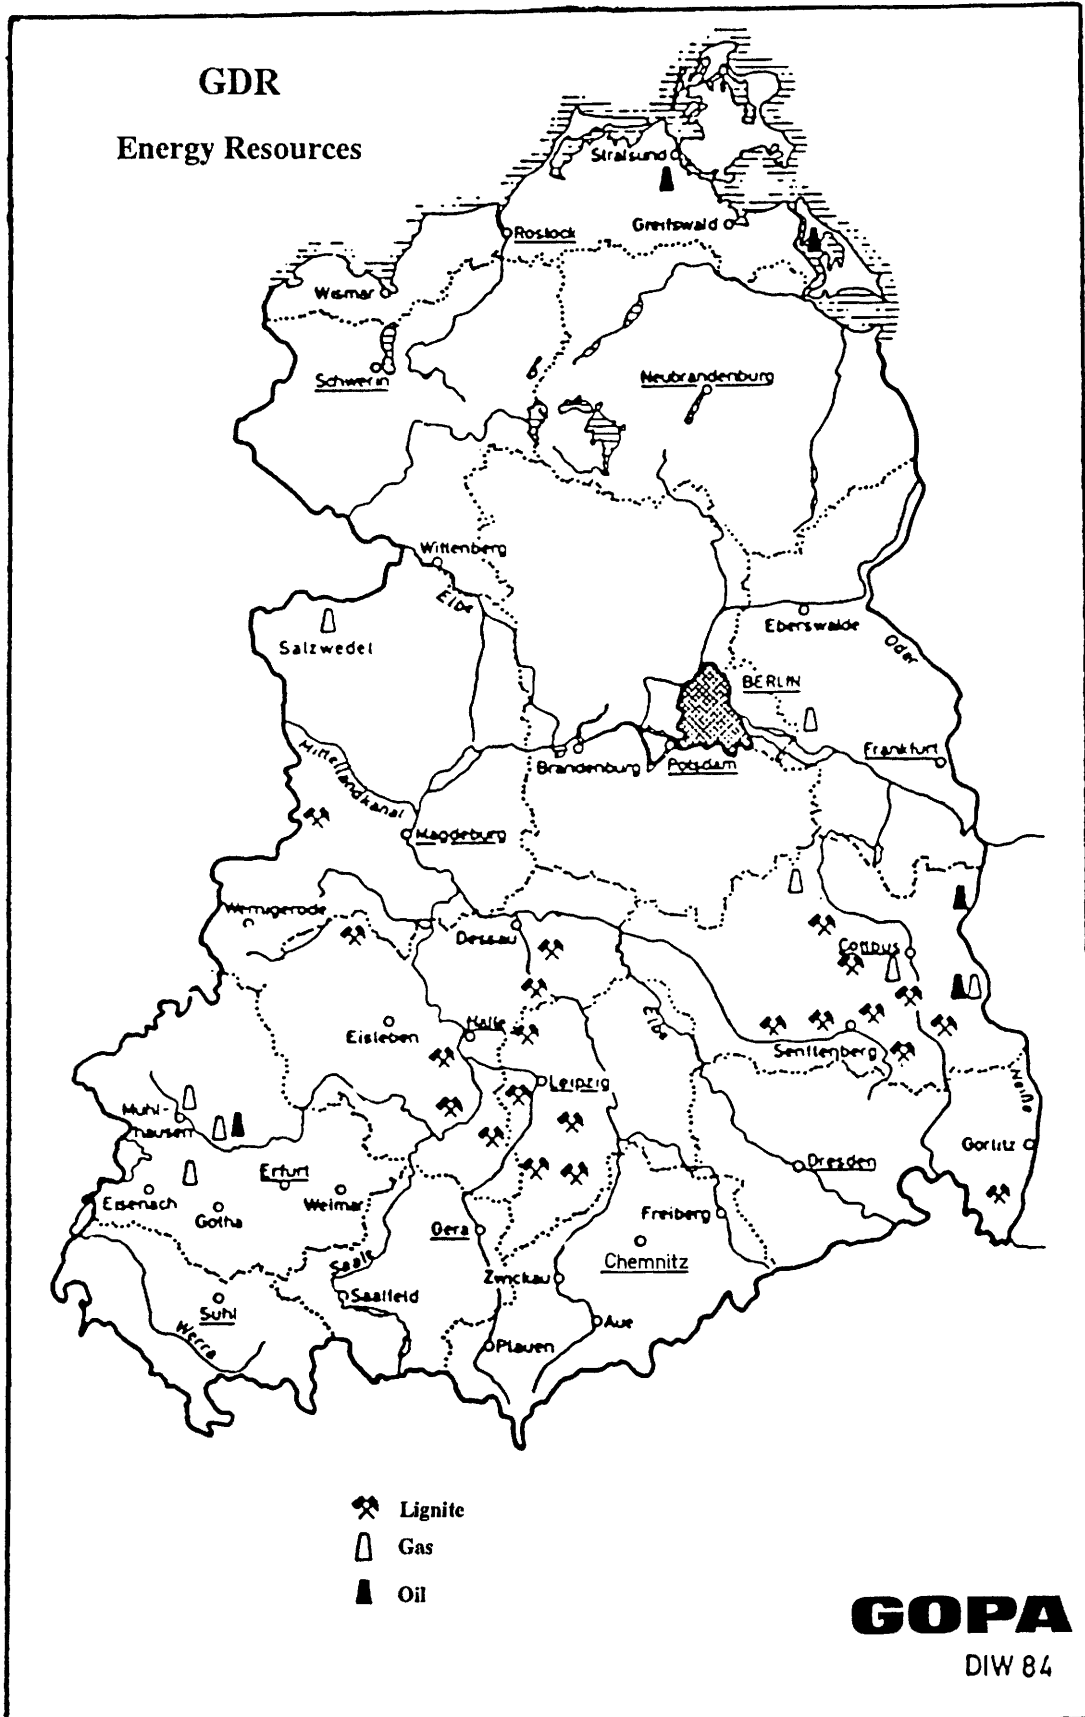 GDR
Energy Resources
Stralsund
Greifswald
Rostock
Wismar
Schwerin
Neubrandenburg
Wittenberg
Elbe
Eberswalde
Salzwedel
Oder
BERLIN
Mittellandkanal
Brandenburg
Potsdam
Frankfurt
Magdeburg
Wernigerode
Dessau
Cottbus
Eisleben
Halle
Elbe
Senftenberg
Leipzig
Neiße
Mühl-
hausen
Görlitz
Erfurt
Dresden
Eisenach
Gotha
Weimar
Gera
Freiberg
Chemnitz
Saale
Zwickau
Saalfeld
Suhl
Werra
Aue
Plauen
Lignite
Gas
Oil
GOPA
DIW 84